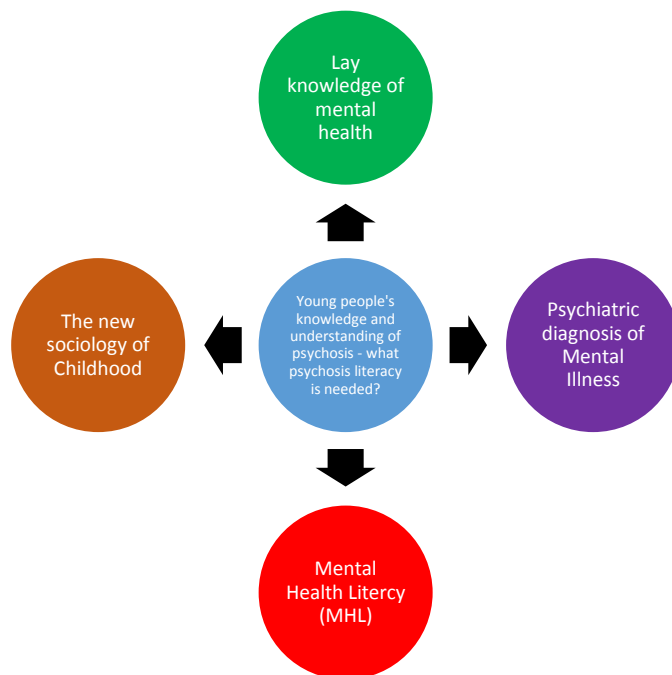 Lay
knowledge of
mental
health
The new
sociology of
Childhood
Young people's
knowledge and
understanding of
psychosis - what
psychosis literacy
is needed?
Psychiatric
diagnosis of
Mental
Illness
Mental
Health Litercy
(MHL)